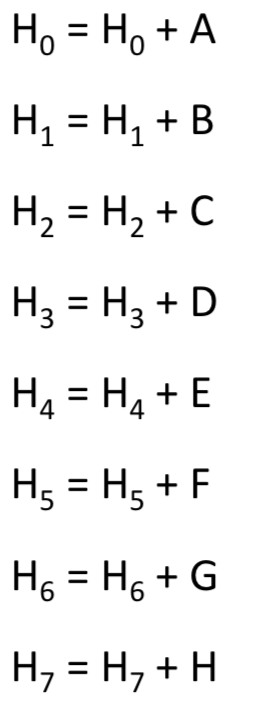 H₀ = H₀ + A
H₁ = H₁ + B
H₂ = H₂ + C
H₃ = H₃ + D
H₄ = H₄ + E
H₅ = H₅ + F
H₆ = H₆ + G
H₇ = H₇ + H